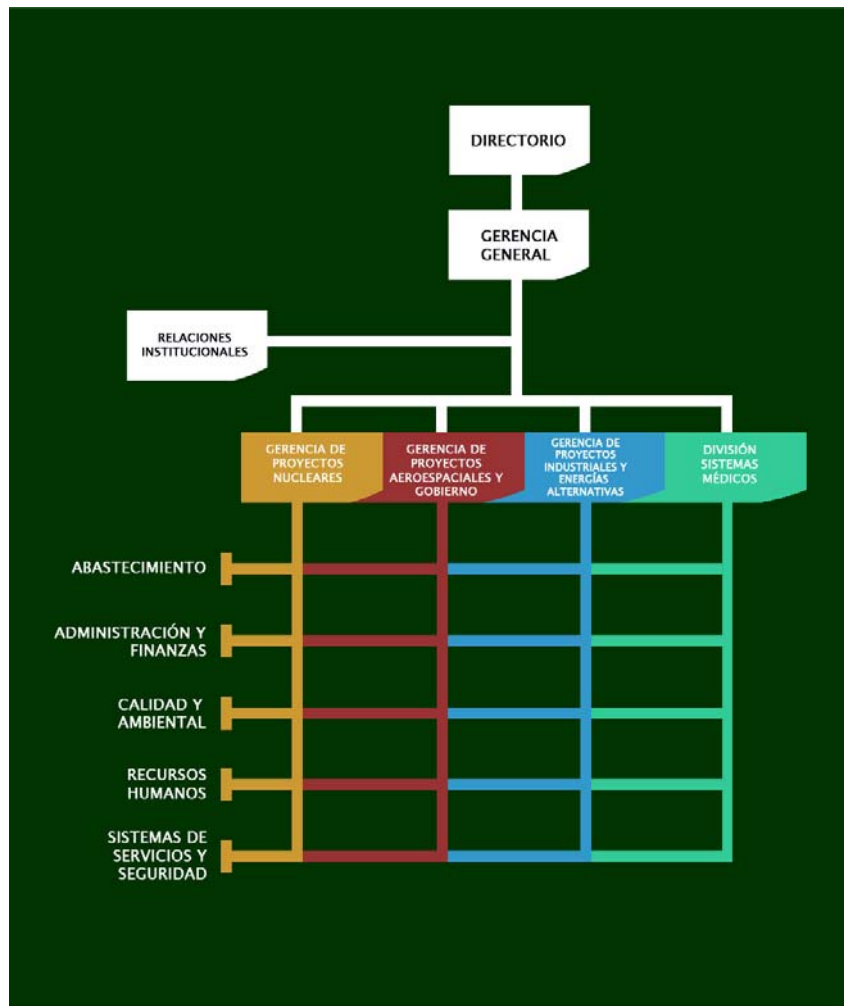 DIRECTORIO
GERENCIA
GENERAL
RELACIONES
INSTITUCIONALES
GERENCIA DE
PROYECTOS
NUCLEARES
GERENCIA DE
PROYECTOS
AEROESPACIALES Y
GOBIERNO
GERENCIA DE
PROYECTOS
INDUSTRIALES Y
ENERGÍAS
ALTERNATIVAS
DIVISIÓN
SISTEMAS
MÉDICOS
ABASTECIMIENTO
ADMINISTRACIÓN Y
FINANZAS
CALIDAD Y
AMBIENTAL
RECURSOS
HUMANOS
SISTEMAS DE
SERVICIOS Y
SEGURIDAD